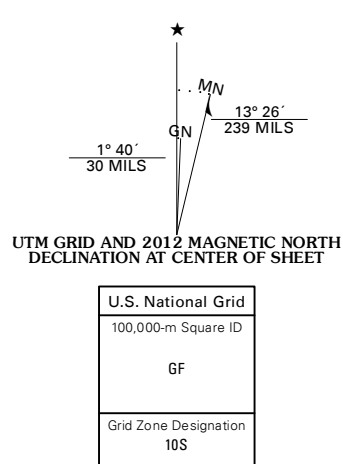 ★
MN
13° 26´
239 MILS
GN
1° 40´
30 MILS
UTM GRID AND 2012 MAGNETIC NORTH
DECLINATION AT CENTER OF SHEET
U.S. National Grid
100,000-m Square ID
GF
Grid Zone Designation
10S